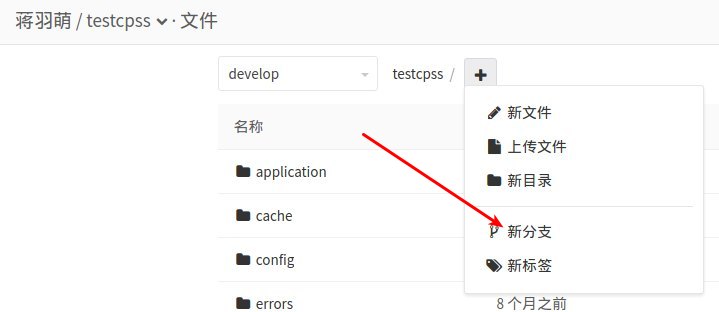 蒋羽萌 / testcpss · 文件
develop testcpss / +
新文件
名称
上传文件
application
新目录
cache
新分支
config
新标签
errors 8 个月之前